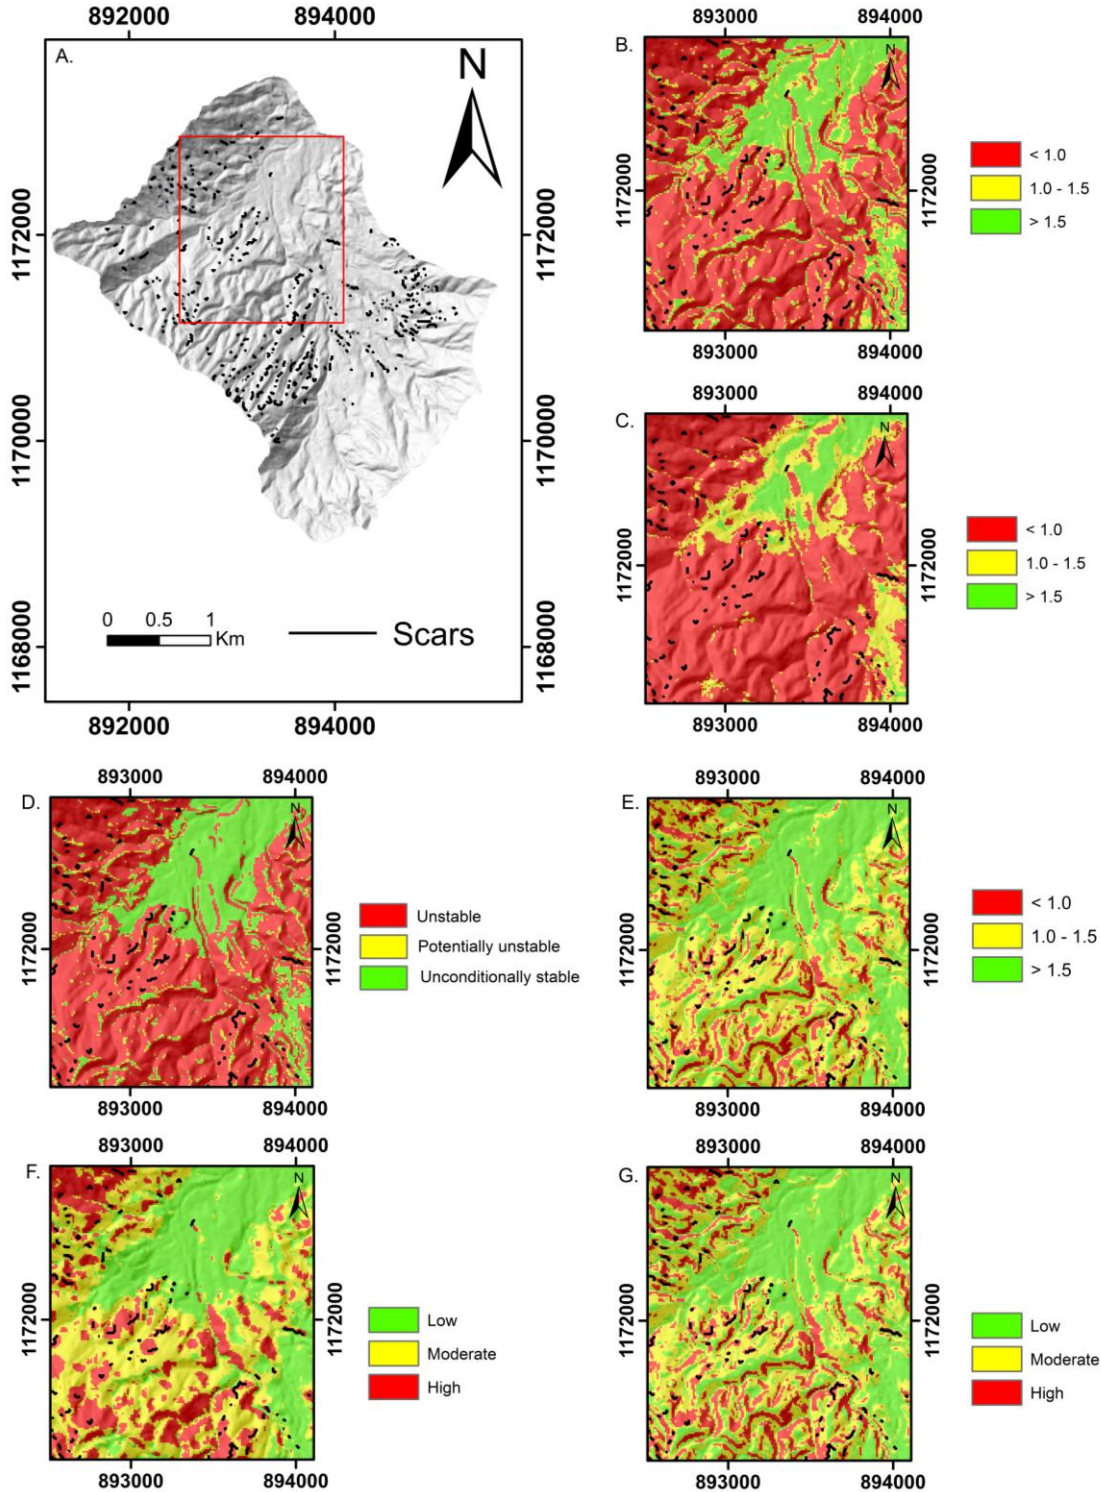 892000 894000
A.
N
1172000 1172000
1170000 1170000
1168000 1168000
0 0.5 1
Km
Scars
892000 894000
893000 894000
B.
N
1172000 1172000
< 1.0
1.0 - 1.5
> 1.5
893000 894000
893000 894000
C.
N
1172000 1172000
< 1.0
1.0 - 1.5
> 1.5
893000 894000
893000 894000
D.
N
1172000 1172000
Unstable
Potentially unstable
Unconditionally stable
893000 894000
893000 894000
E.
N
1172000 1172000
< 1.0
1.0 - 1.5
> 1.5
893000 894000
893000 894000
F.
N
1172000 1172000
Low
Moderate
High
893000 894000
893000 894000
G.
N
1172000 1172000
Low
Moderate
High
893000 894000